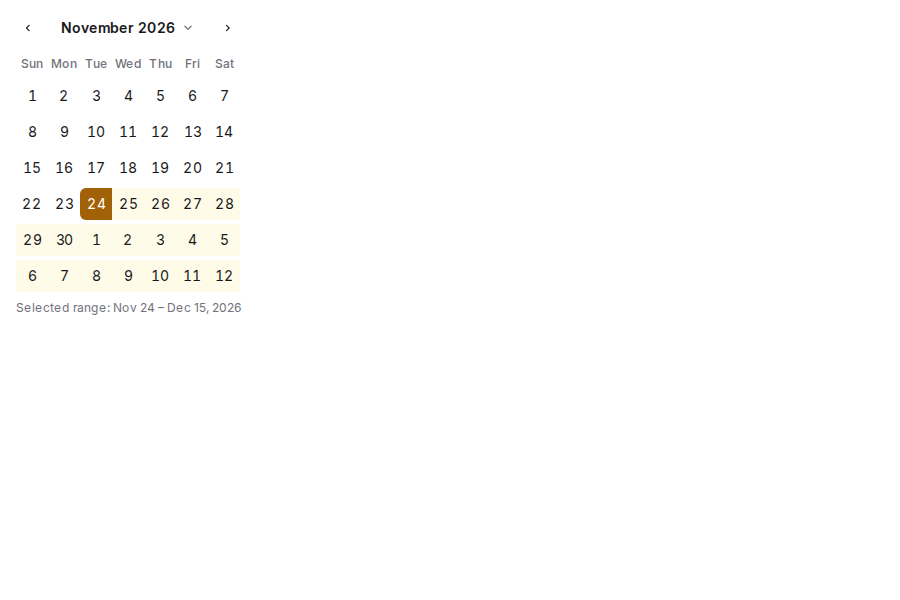 November 2026
Sun Mon Tue Wed Thu Fri Sat
1 2 3 4 5 6 7
8 9 10 11 12 13 14
15 16 17 18 19 20 21
22 23 24 25 26 27 28
29 30 1 2 3 4 5
6 7 8 9 10 11 12
Selected range: Nov 24 – Dec 15, 2026